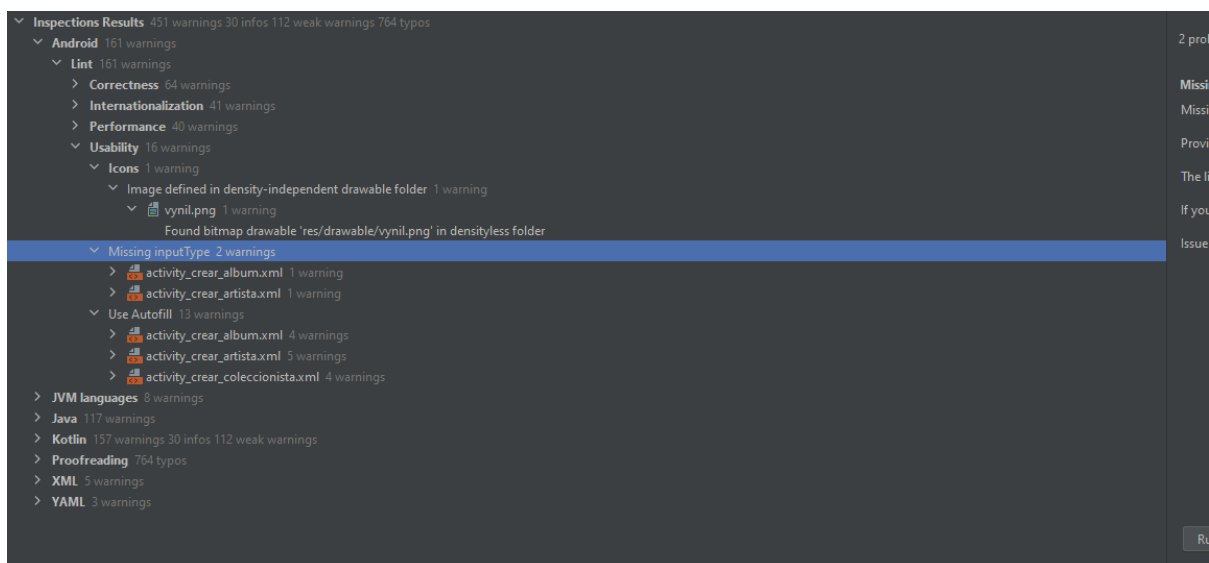 Inspections Results 451 warnings 30 infos 112 weak warnings 764 typos
Android 161 warnings
Lint 161 warnings
Correctness 64 warnings
Internationalization 41 warnings
Performance 40 warnings
Usability 16 warnings
Icons 1 warning
Image defined in density-independent drawable folder 1 warning
vynil.png 1 warning
Found bitmap drawable 'res/drawable/vynil.png' in densityless folder
Missing inputType 2 warnings
activity_crear_album.xml 1 warning
activity_crear_artista.xml 1 warning
Use Autofill 13 warnings
activity_crear_album.xml 4 warnings
activity_crear_artista.xml 5 warnings
activity_crear_coleccionista.xml 4 warnings
JVM languages 8 warnings
Java 117 warnings
Kotlin 157 warnings 30 infos 112 weak warnings
Proofreading 764 typos
XML 5 warnings
YAML 3 warnings
2 prol
Missi
Missi
Provi
The li
If you
Issue
Ru